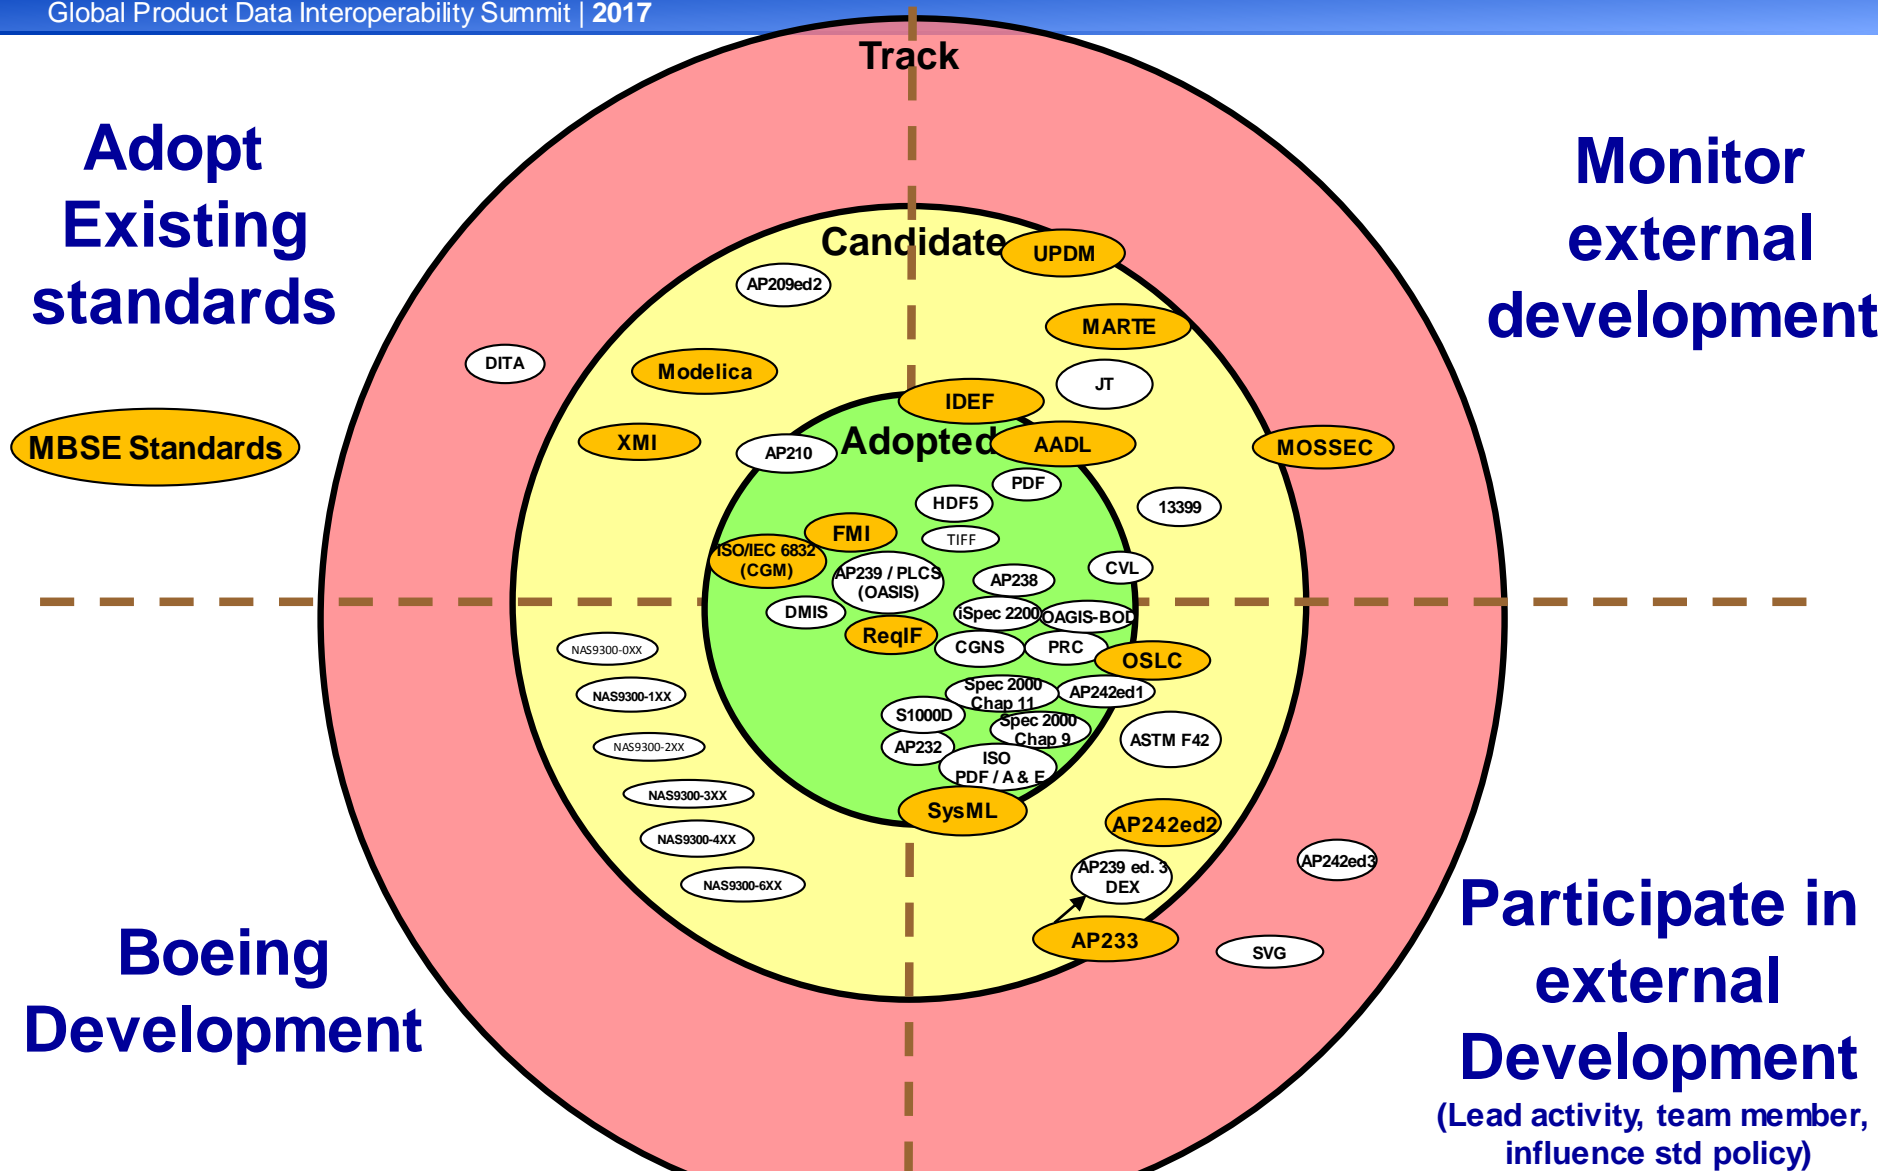 Global Product Data Interoperability Summit | 2017
Track
Adopt
Existing
standards
Monitor
external
development
Candidate
UPDM
AP209ed2
MARTE
DITA
Modelica
JT
IDEF
MBSE Standards
XMI
AP210
Adopted
AADL
MOSSEC
PDF
HDF5
13399
FMI
TIFF
ISO/IEC 6832
(CGM)
AP239 / PLCS
(OASIS)
AP238
CVL
DMIS
iSpec 2200
OAGIS-BOD
ReqIF
CGNS
PRC
OSLC
NAS9300-0XX
NAS9300-1XX
Spec 2000
Chap 11
AP242ed1
S1000D
Spec 2000
Chap 9
ASTM F42
NAS9300-2XX
AP232
ISO
PDF / A & E
NAS9300-3XX
SysML
AP242ed2
NAS9300-4XX
AP242ed3
AP239 ed. 3
DEX
NAS9300-6XX
AP233
SVG
Boeing
Development
Participate in
external
Development
(Lead activity, team member,
influence std policy)